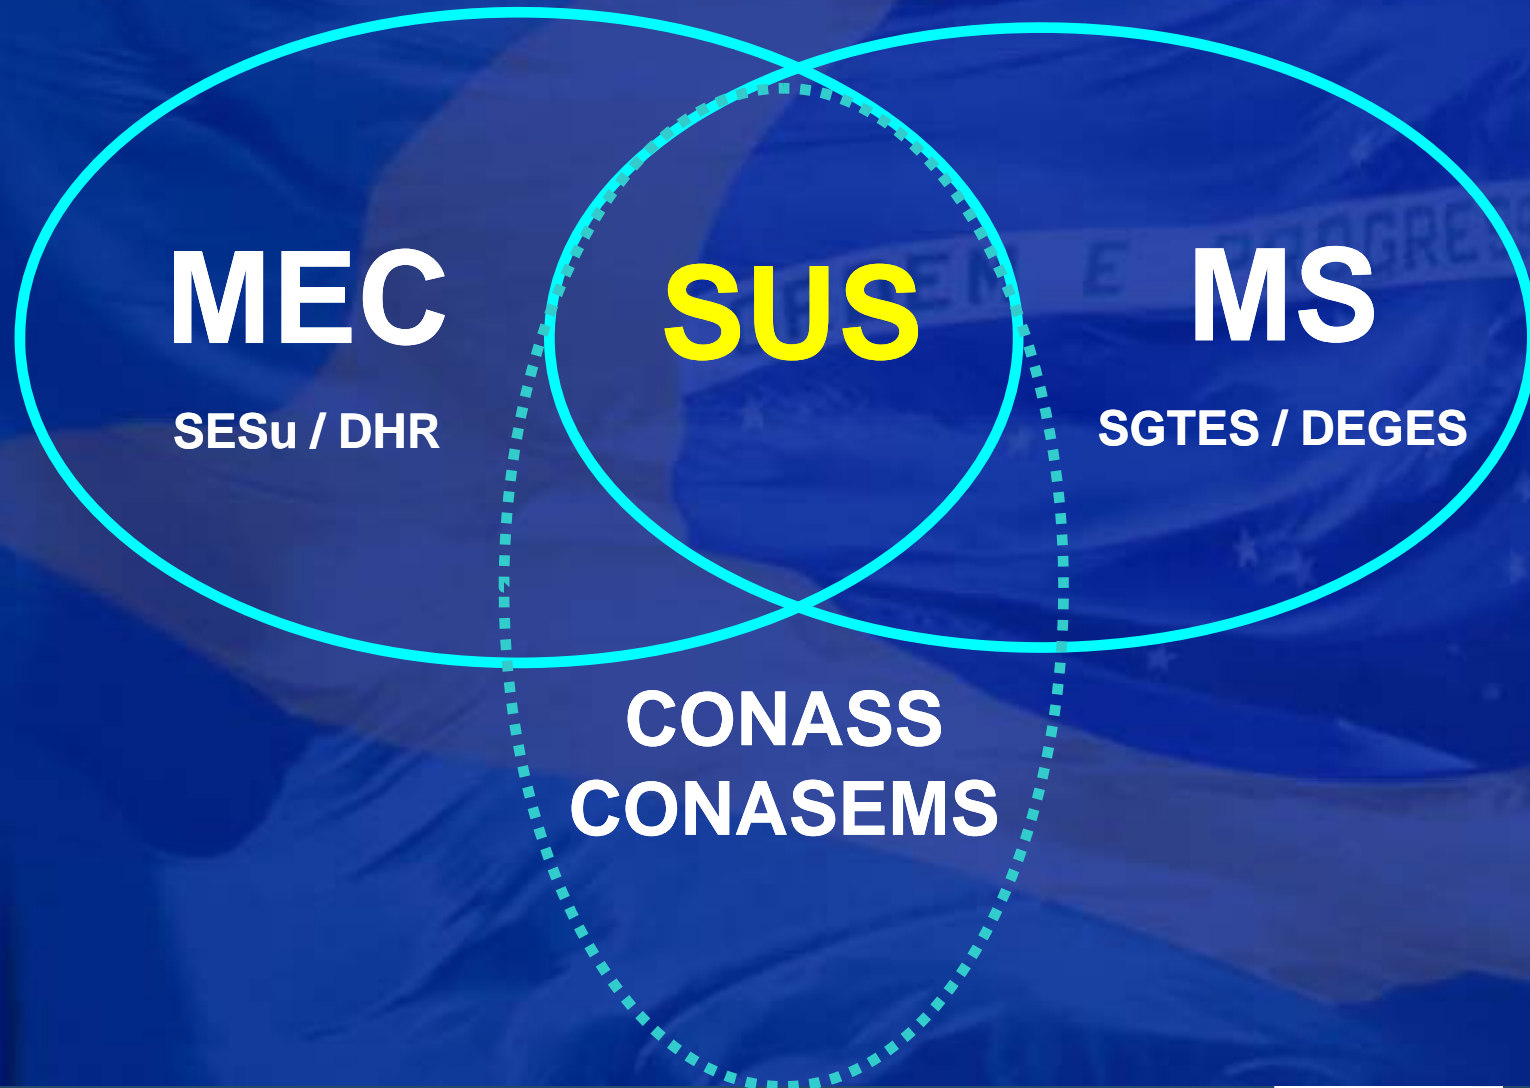 MEC
SUS
MS
SESu / DHR
SGTES / DEGES
CONASS
CONASEMS